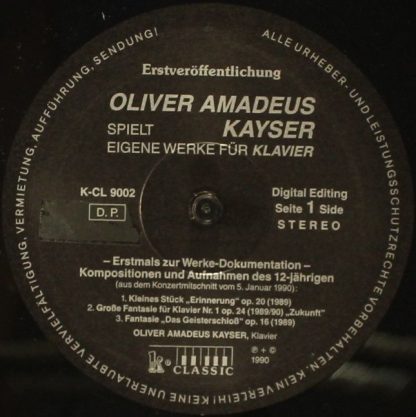 ALLE URHEBER- UND LEISTUNGSSCHUTZRECHTE VORBEHALTEN. KEIN VERLEIH! KEINE UNERLAUBTE VERVIELFÄLTIGUNG, VERMIETUNG, AUFFÜHRUNG, SENDUNG!
Erstveröffentlichung
OLIVER AMADEUS
SPIELT KAYSER
EIGENE WERKE FÜR KLAVIER
K-CL 9002
D. P.
Digital Editing
Seite 1 Side
STEREO
– Erstmals zur Werke-Dokumentation –
Kompositionen und Aufnahmen des 12-jährigen
(aus dem Konzertmitschnitt vom 5. Januar 1990):
1. Kleines Stück „Erinnerung" op. 20 (1989)
2. Große Fantasie für Klavier Nr. 1 op. 24 (1989/90) „Zukunft"
3. Fantasie „Das Geisterschloß" op. 16 (1989)
OLIVER AMADEUS KAYSER, Klavier
k
CLASSIC
℗ + ©
1990